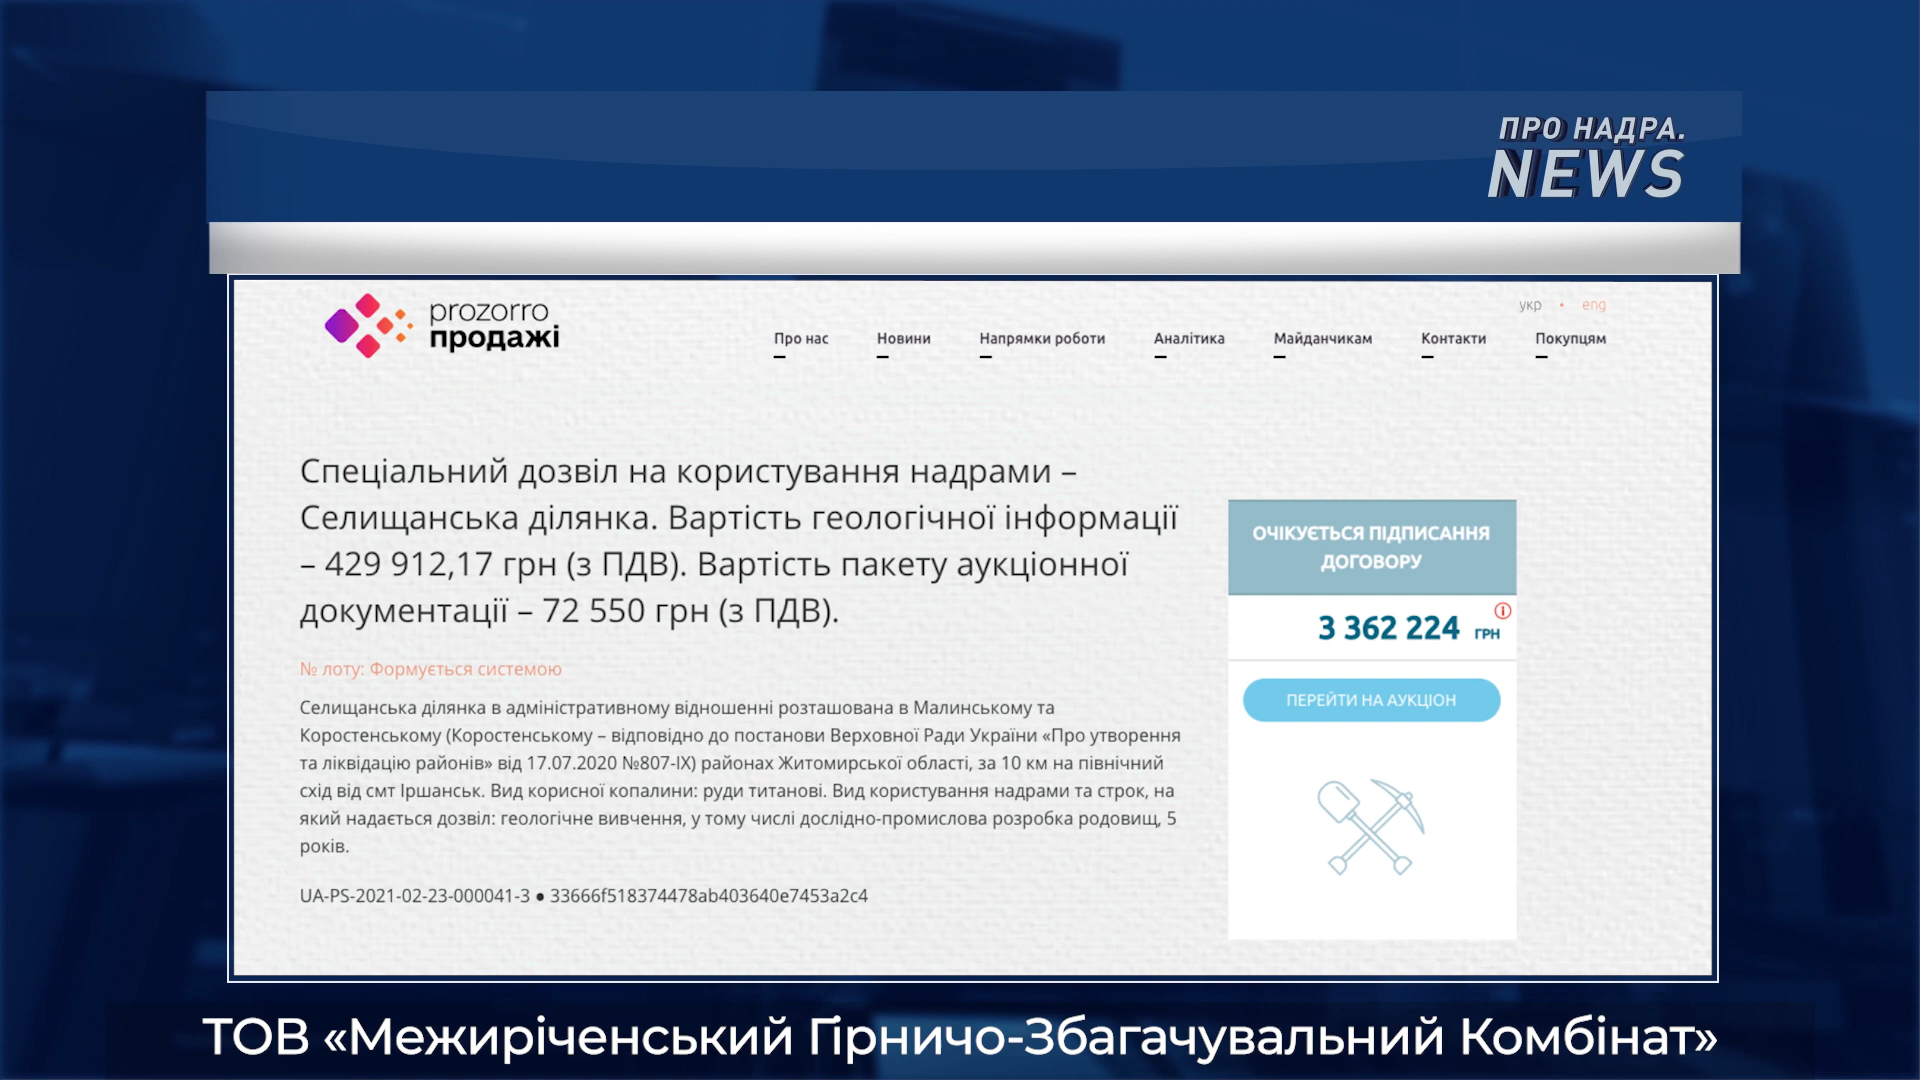 ПРО НАДРА.
NEWS
prozorro
продажі
укр • eng
Про нас
Новини
Напрямки роботи
Аналітика
Майданчикам
Контакти
Покупцям
Спеціальний дозвіл на користування надрами –
Селищанська ділянка. Вартість геологічної інформації
– 429 912,17 грн (з ПДВ). Вартість пакету аукціонної
документації – 72 550 грн (з ПДВ).
№ лоту: Формується системою
Селищанська ділянка в адміністративному відношенні розташована в Малинському та
Коростенському (Коростенському – відповідно до постанови Верховної Ради України «Про утворення
та ліквідацію районів» від 17.07.2020 №807-IX) районах Житомирської області, за 10 км на північний
схід від смт Іршанськ. Вид корисної копалини: руди титанові. Вид користування надрами та строк, на
який надається дозвіл: геологічне вивчення, у тому числі дослідно-промислова розробка родовищ, 5
років.
UA-PS-2021-02-23-000041-3 ● 33666f518374478ab403640e7453a2c4
ОЧІКУЄТЬСЯ ПІДПИСАННЯ
ДОГОВОРУ
3 362 224 ГРН
ПЕРЕЙТИ НА АУКЦІОН
ТОВ «Межиріченський Гірничо-Збагачувальний Комбінат»